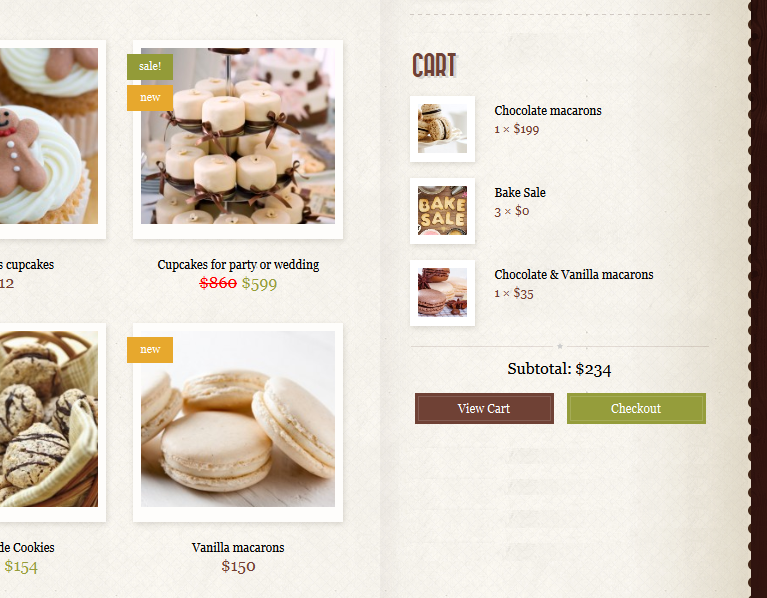 sale!
new
s cupcakes
12
Cupcakes for party or wedding
$860 $599
new
de Cookies
$154
Vanilla macarons
$150
CART
Chocolate macarons
1 × $199
BAKE
SALE
Bake Sale
3 × $0
Chocolate & Vanilla macarons
1 × $35
Subtotal: $234
View Cart
Checkout